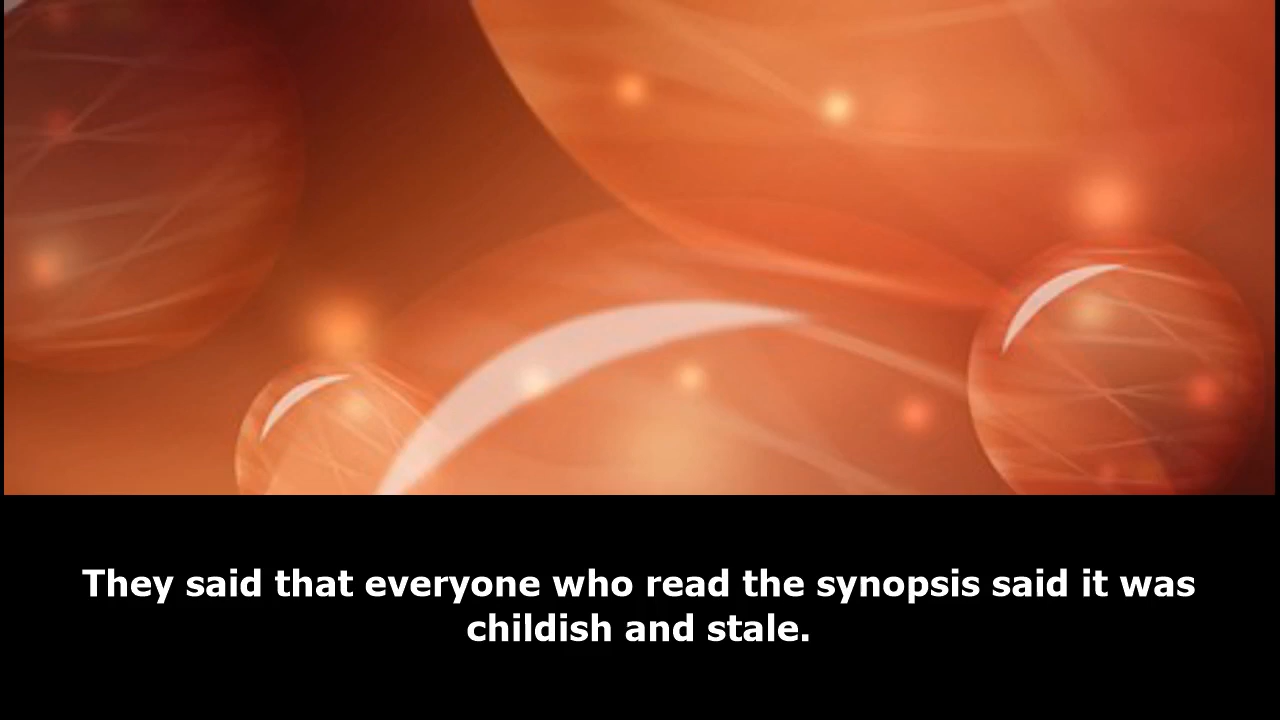 They said that everyone who read the synopsis said it was
childish and stale.